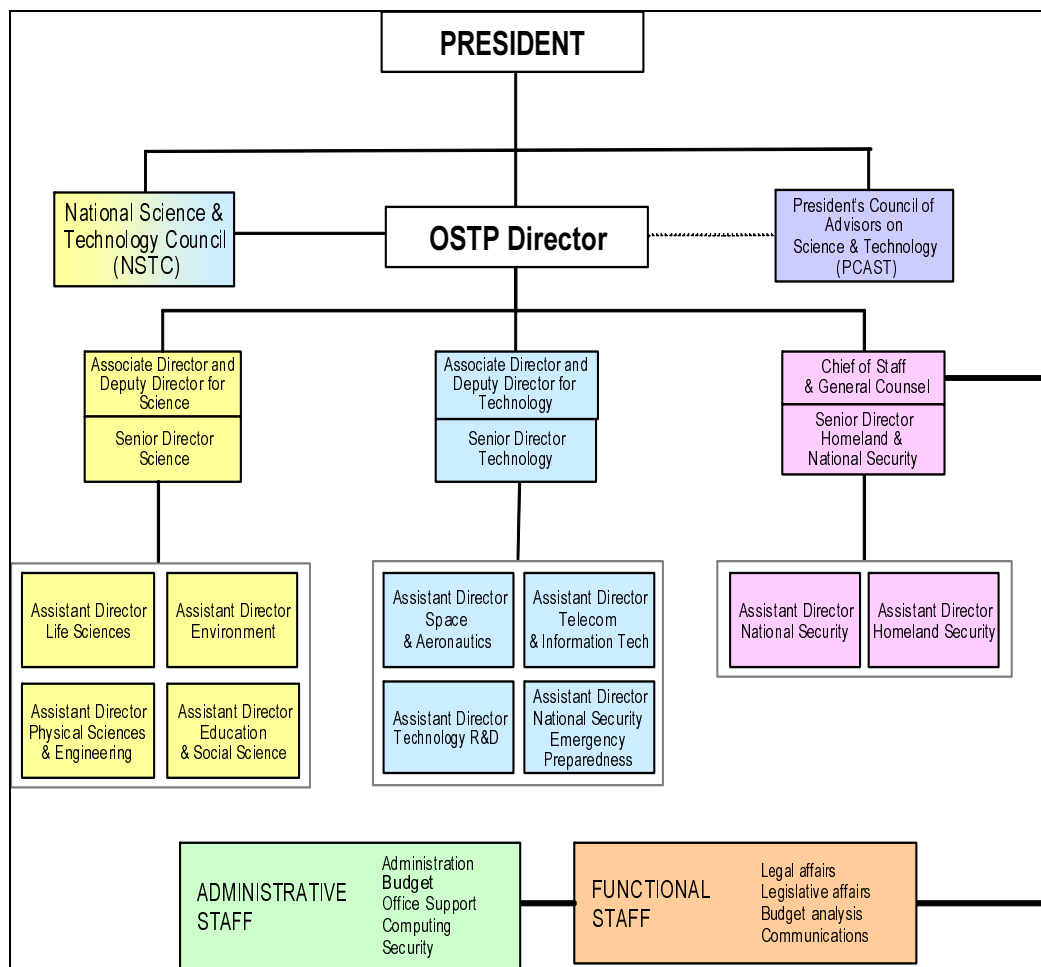 PRESIDENT
National Science &
Technology Council
(NSTC)
OSTP Director
President's Council of
Advisors on
Science & Technology
(PCAST)
Associate Director and
Deputy Director for
Science
Senior Director
Science
Associate Director and
Deputy Director for
Technology
Senior Director
Technology
Chief of Staff
& General Counsel
Senior Director
Homeland &
National Security
Assistant Director
Life Sciences
Assistant Director
Environment
Assistant Director
Physical Sciences
& Engineering
Assistant Director
Education
& Social Science
Assistant Director
Space
& Aeronautics
Assistant Director
Telecom
& Information Tech
Assistant Director
Technology R&D
Assistant Director
National Security
Emergency
Preparedness
Assistant Director
National Security
Assistant Director
Homeland Security
ADMINISTRATIVE
STAFF
Administration
Budget
Office Support
Computing
Security
FUNCTIONAL
STAFF
Legal affairs
Legislative affairs
Budget analysis
Communications